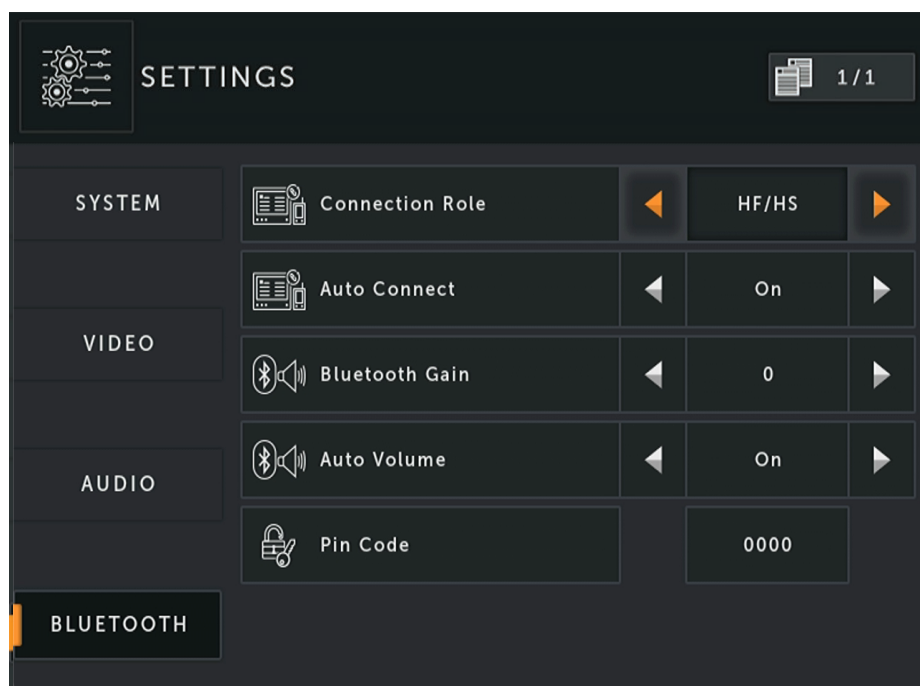 SETTINGS
1/1
SYSTEM
Connection Role
HF/HS
Auto Connect
On
VIDEO
Bluetooth Gain
0
Auto Volume
On
AUDIO
Pin Code
0000
BLUETOOTH